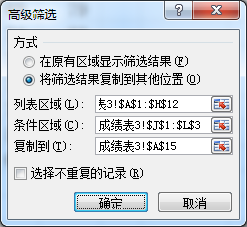 高级筛选
方式
在原有区域显示筛选结果(F)
将筛选结果复制到其他位置(O)
列表区域(L): 表3!$A$1:$H$12
条件区域(C): 成绩表3!$J$1:$L$3
复制到(T): 成绩表3!$A$15
选择不重复的记录(R)
确定 取消